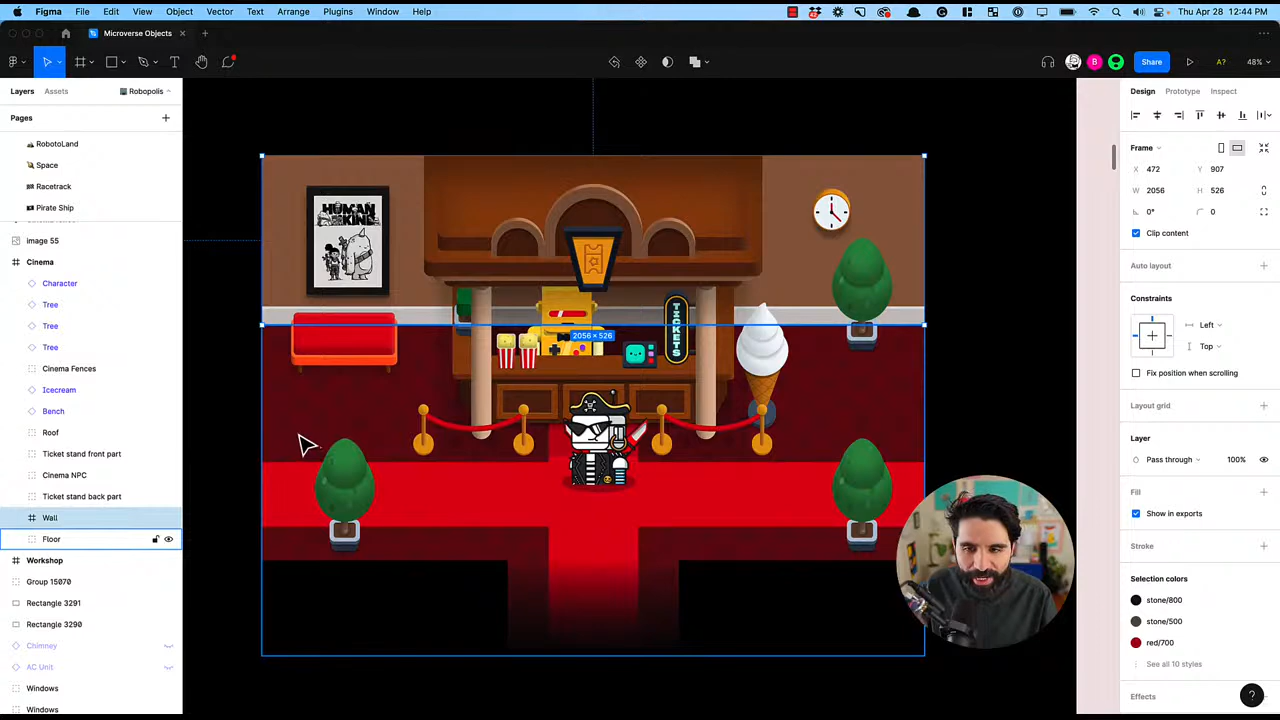 Figma File Edit View Object Vector Text Arrange Plugins Window Help Thu Apr 28 12:44 PM
Microverse Objects
Share A? 48%
Layers Assets Robopolis
Pages
RobotoLand
Space
Racetrack
Pirate Ship
image 55
Cinema
Character
Tree
Tree
Tree
Cinema Fences
Icecream
Bench
Roof
Ticket stand front part
Cinema NPC
Ticket stand back part
Wall
Floor
Workshop
Group 15070
Rectangle 3291
Rectangle 3290
Chimney
AC Unit
Windows
Windows
HUMAN
KIND
TICKETS
2056 × 526
Design Prototype Inspect
Frame
X 472 Y 907
W 2056 H 526
0° 0
Clip content
Auto layout
Constraints
Left
Top
Fix position when scrolling
Layout grid
Layer
Pass through 100%
Fill
Show in exports
Stroke
Selection colors
stone/800
stone/500
red/700
See all 10 styles
Effects
?